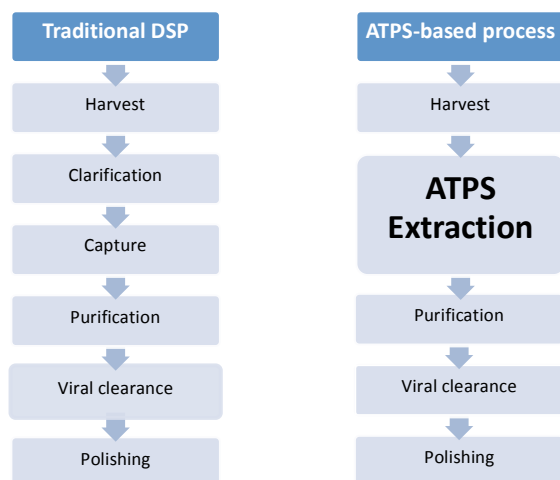 Traditional DSP
Harvest
Clarification
Capture
Purification
Viral clearance
Polishing
ATPS-based process
Harvest
ATPS
Extraction
Purification
Viral clearance
Polishing